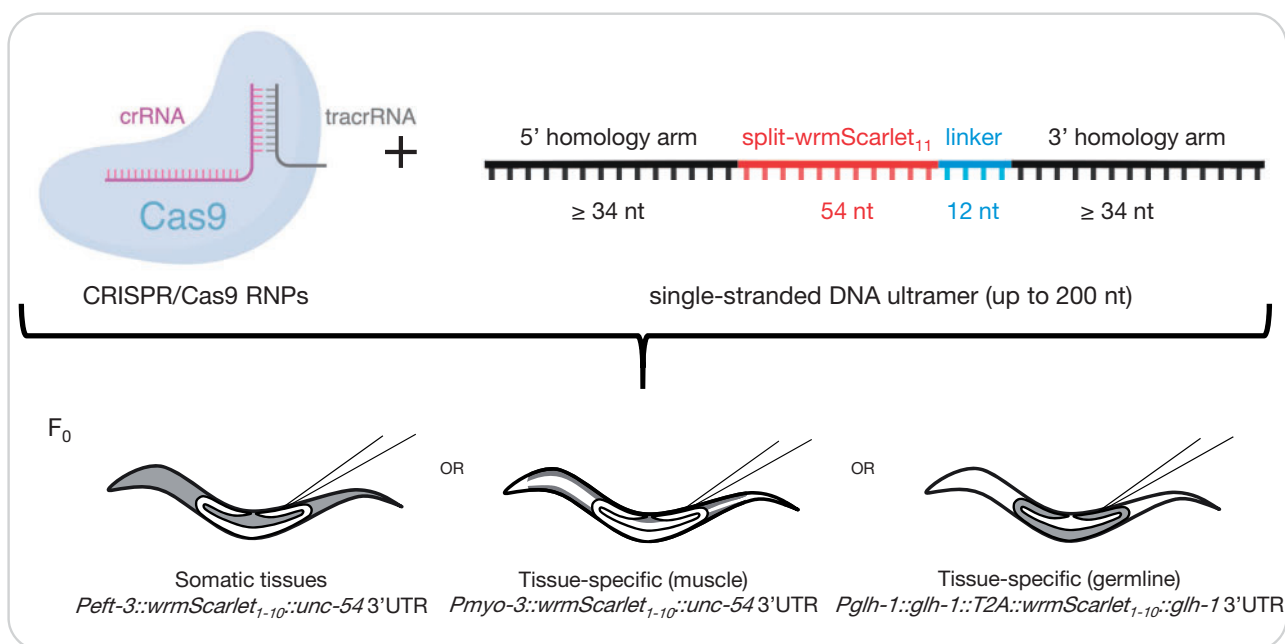 crRNA
tracrRNA
Cas9
+
5’ homology arm split-wrmScarlet₁₁ linker 3’ homology arm
≥ 34 nt 54 nt 12 nt ≥ 34 nt
CRISPR/Cas9 RNPs single-stranded DNA ultramer (up to 200 nt)
F₀
OR OR
Somatic tissues Tissue-specific (muscle) Tissue-specific (germline)
Peft-3::wrmScarlet₁₋₁₀::unc-54 3’UTR Pmyo-3::wrmScarlet₁₋₁₀::unc-54 3’UTR Pglh-1::glh-1::T2A::wrmScarlet₁₋₁₀::glh-1 3’UTR